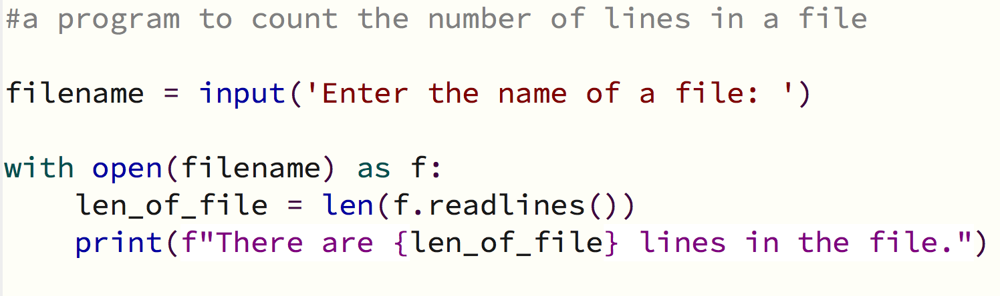 #a program to count the number of lines in a file
filename = input('Enter the name of a file: ')
with open(filename) as f:
    len_of_file = len(f.readlines())
    print(f"There are {len_of_file} lines in the file.")